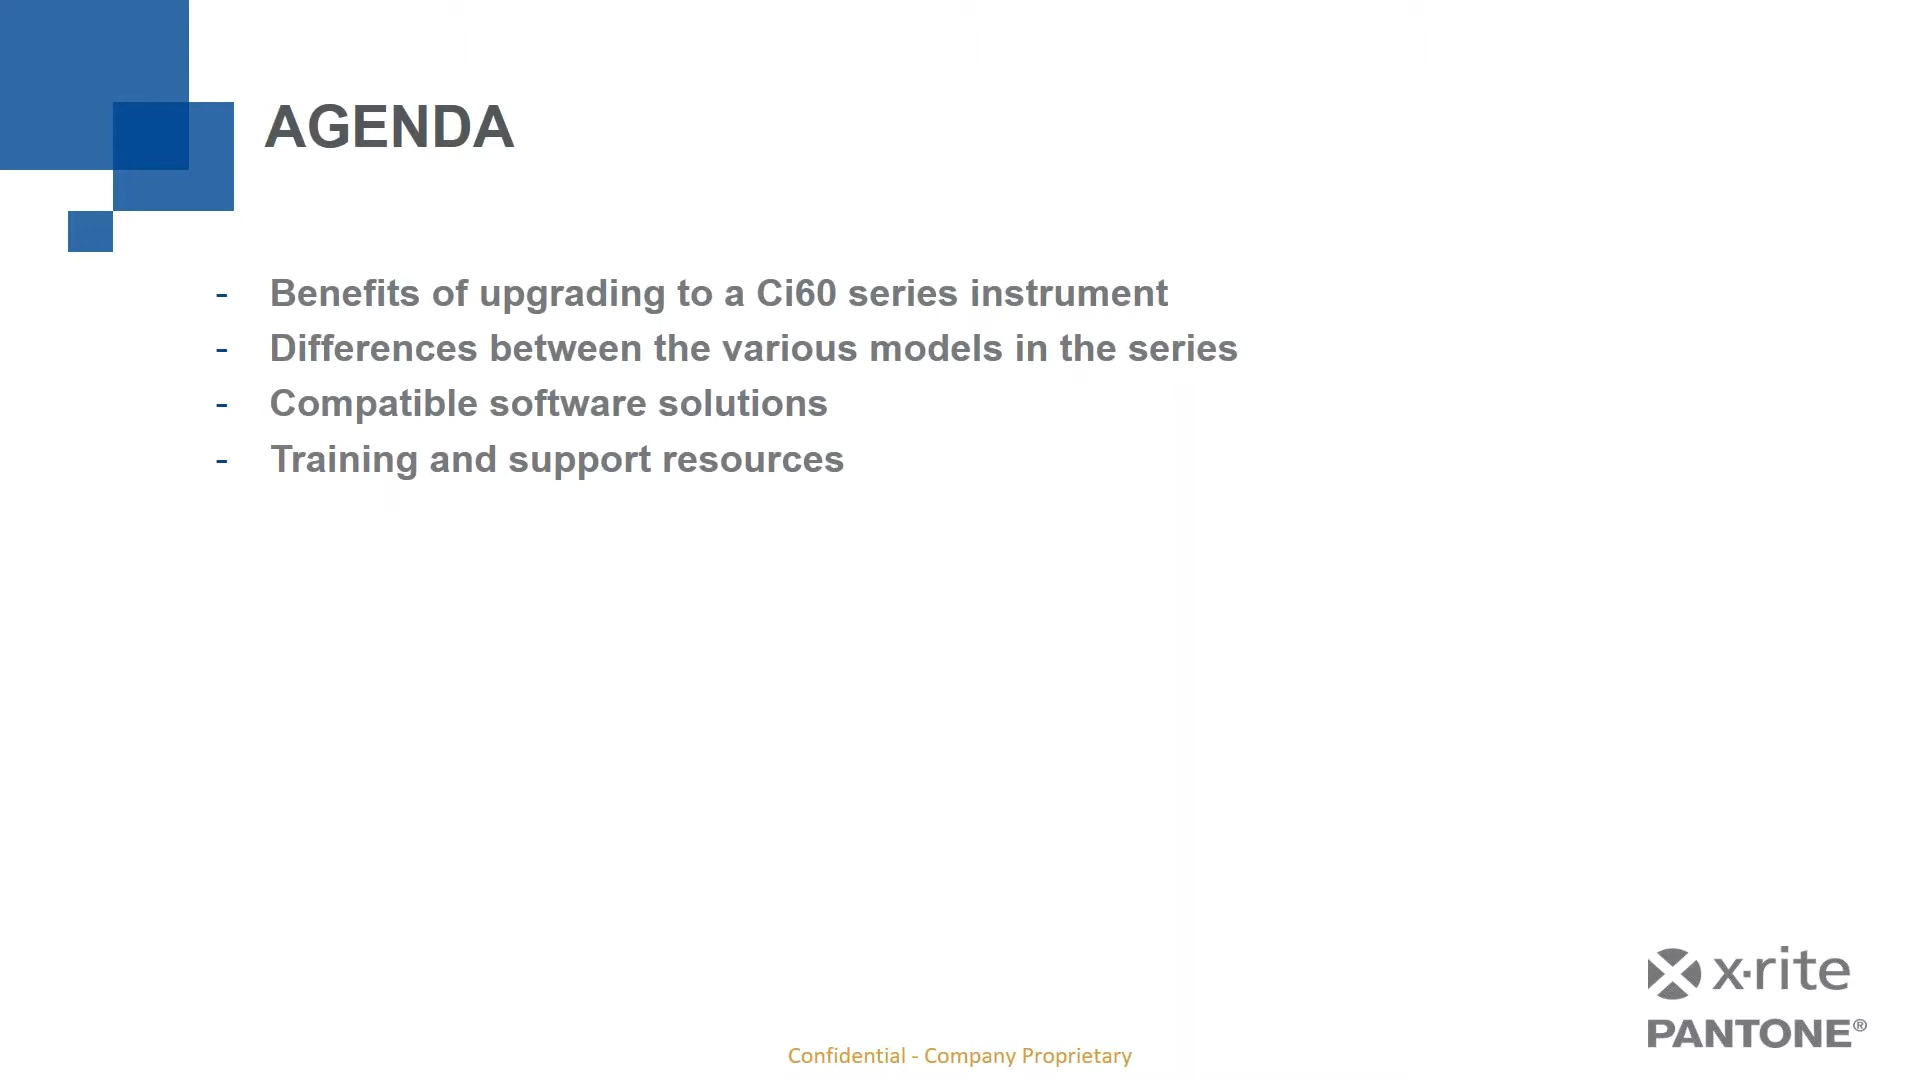 AGENDA
- Benefits of upgrading to a Ci60 series instrument
- Differences between the various models in the series
- Compatible software solutions
- Training and support resources
x·rite
PANTONE®
Confidential - Company Proprietary